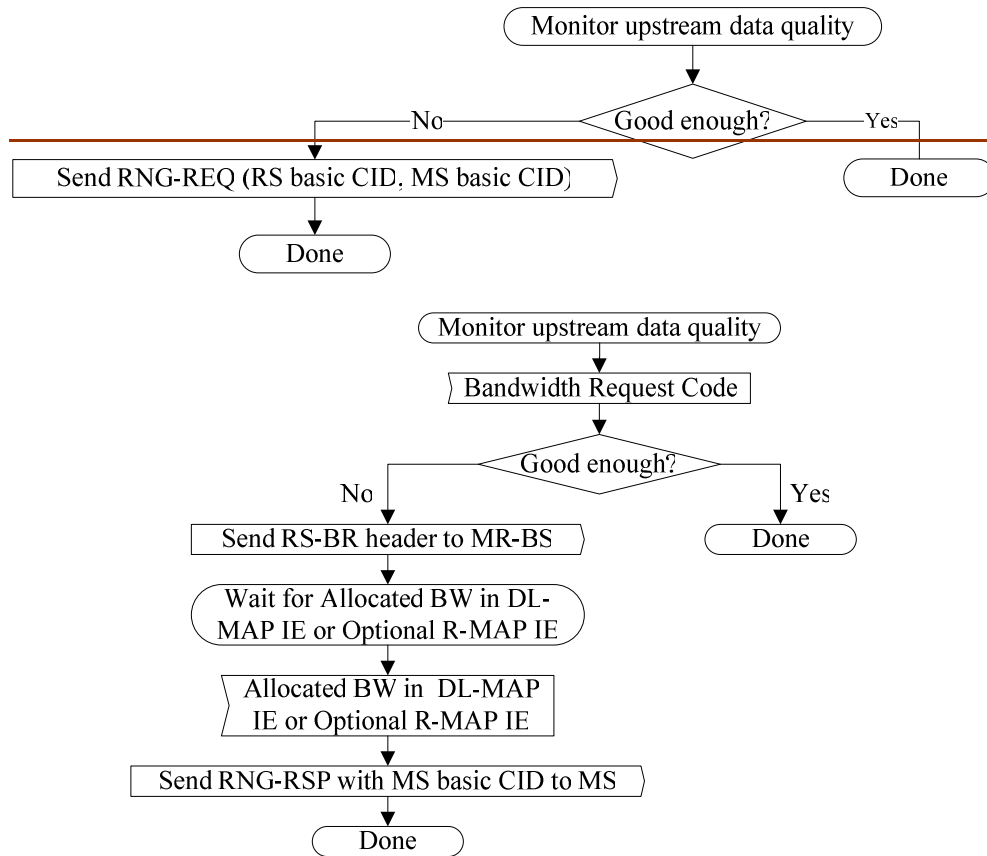 Monitor upstream data quality
Good enough?
No
Yes
Send RNG-REQ (RS basic CID, MS basic CID)
Done
Done
Monitor upstream data quality
Bandwidth Request Code
Good enough?
No
Yes
Send RS-BR header to MR-BS
Done
Wait for Allocated BW in DL-
MAP IE or Optional R-MAP IE
Allocated BW in DL-MAP
IE or Optional R-MAP IE
Send RNG-RSP with MS basic CID to MS
Done